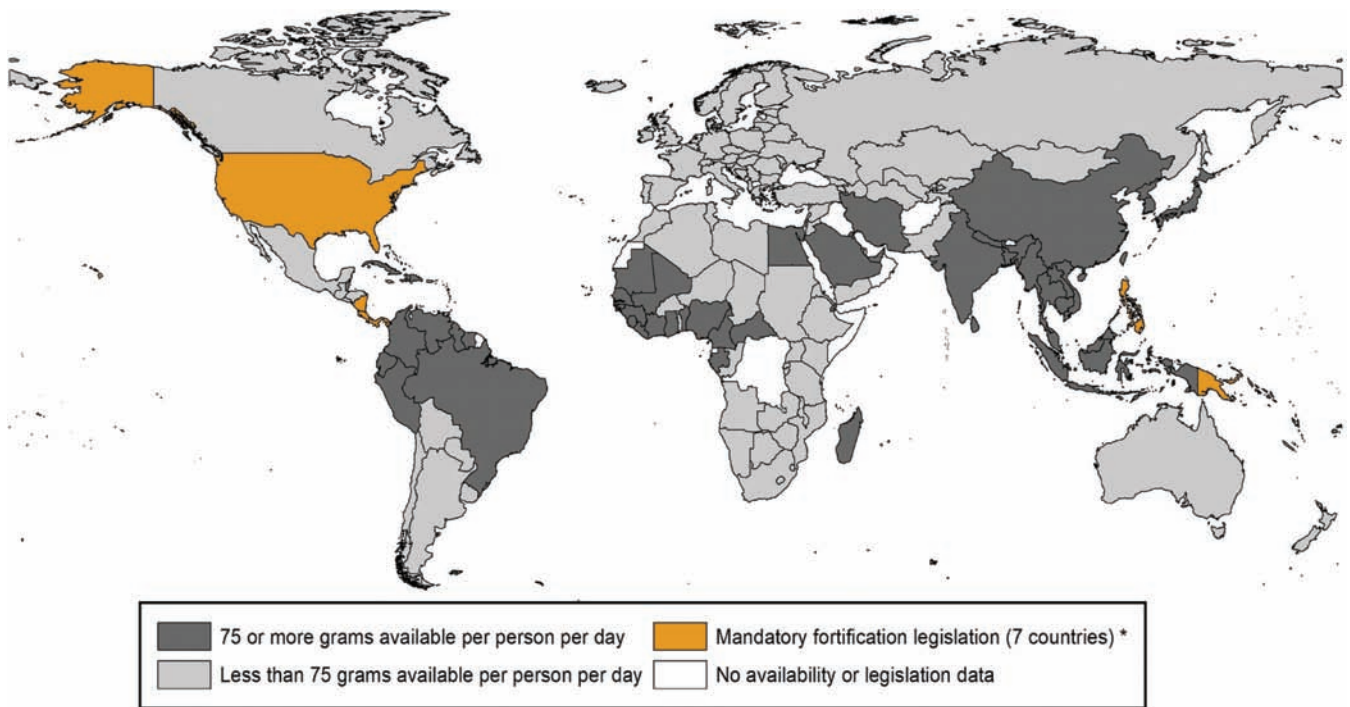 75 or more grams available per person per day
Mandatory fortification legislation (7 countries) *
Less than 75 grams available per person per day
No availability or legislation data